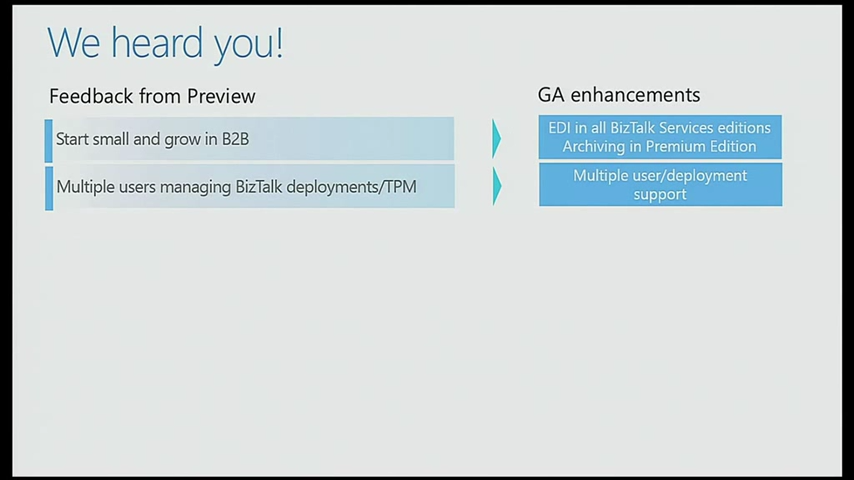 We heard you!
Feedback from Preview
GA enhancements
Start small and grow in B2B
EDI in all BizTalk Services editions
Archiving in Premium Edition
Multiple users managing BizTalk deployments/TPM
Multiple user/deployment
support